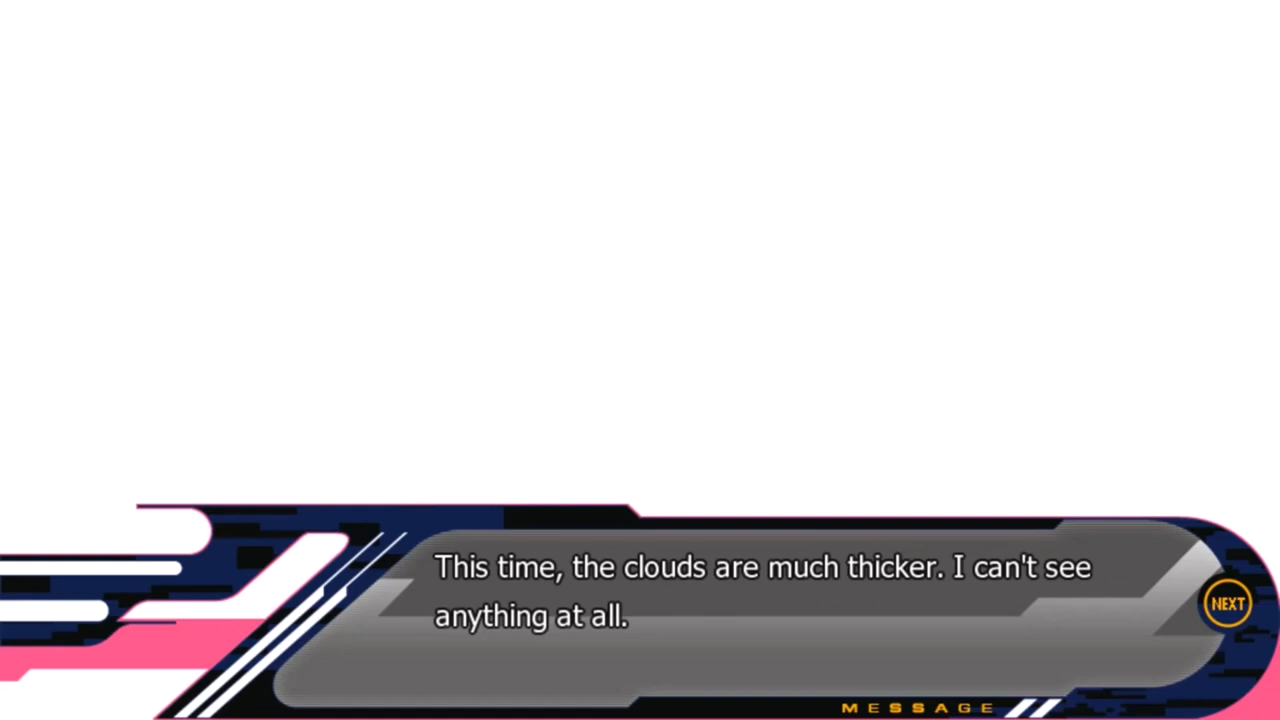 This time, the clouds are much thicker. I can't see
anything at all.
NEXT
MESSAGE